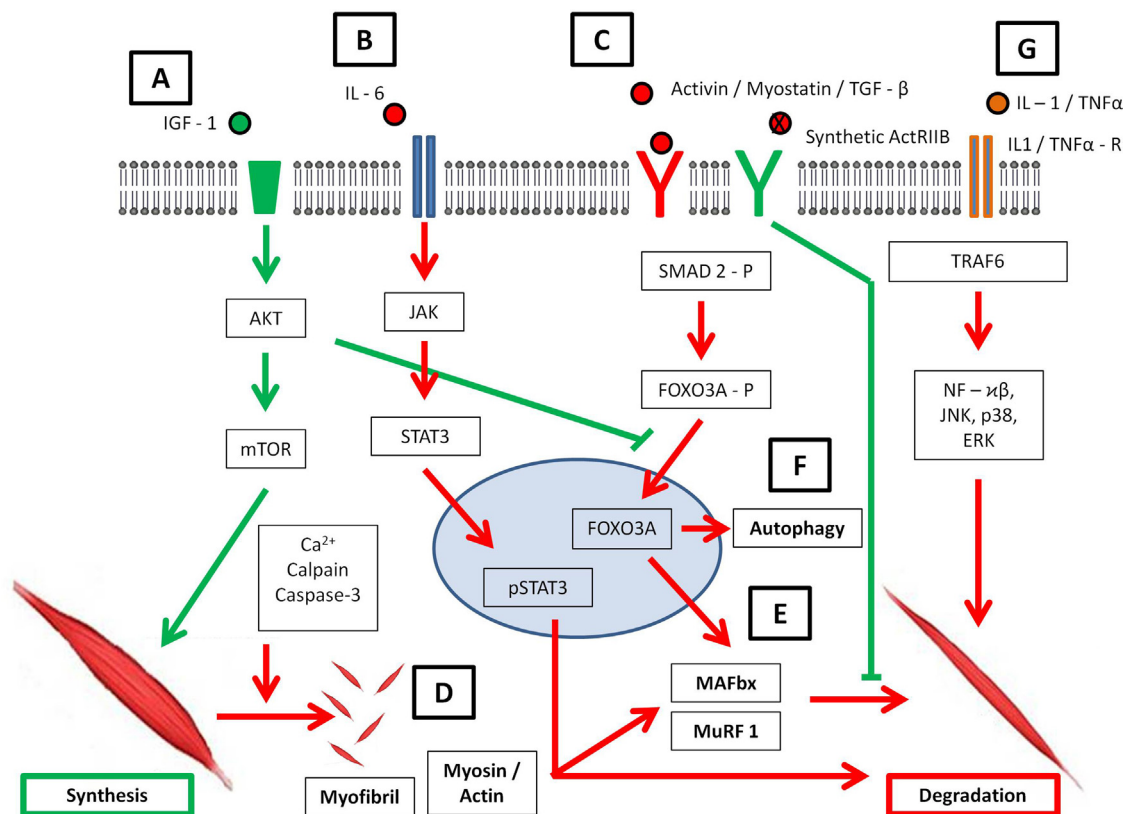 A
B
C
G
IGF - 1
IL - 6
Activin / Myostatin / TGF - β
X
Synthetic ActRIIB
IL – 1 / TNFα
IL1 / TNFα - R
AKT
JAK
SMAD 2 - P
TRAF6
mTOR
STAT3
FOXO3A - P
NF – ϰβ,
JNK, p38,
ERK
F
FOXO3A
Autophagy
Ca²⁺
Calpain
Caspase-3
pSTAT3
E
D
MAFbx
MuRF 1
Synthesis
Myofibril
Myosin /
Actin
Degradation